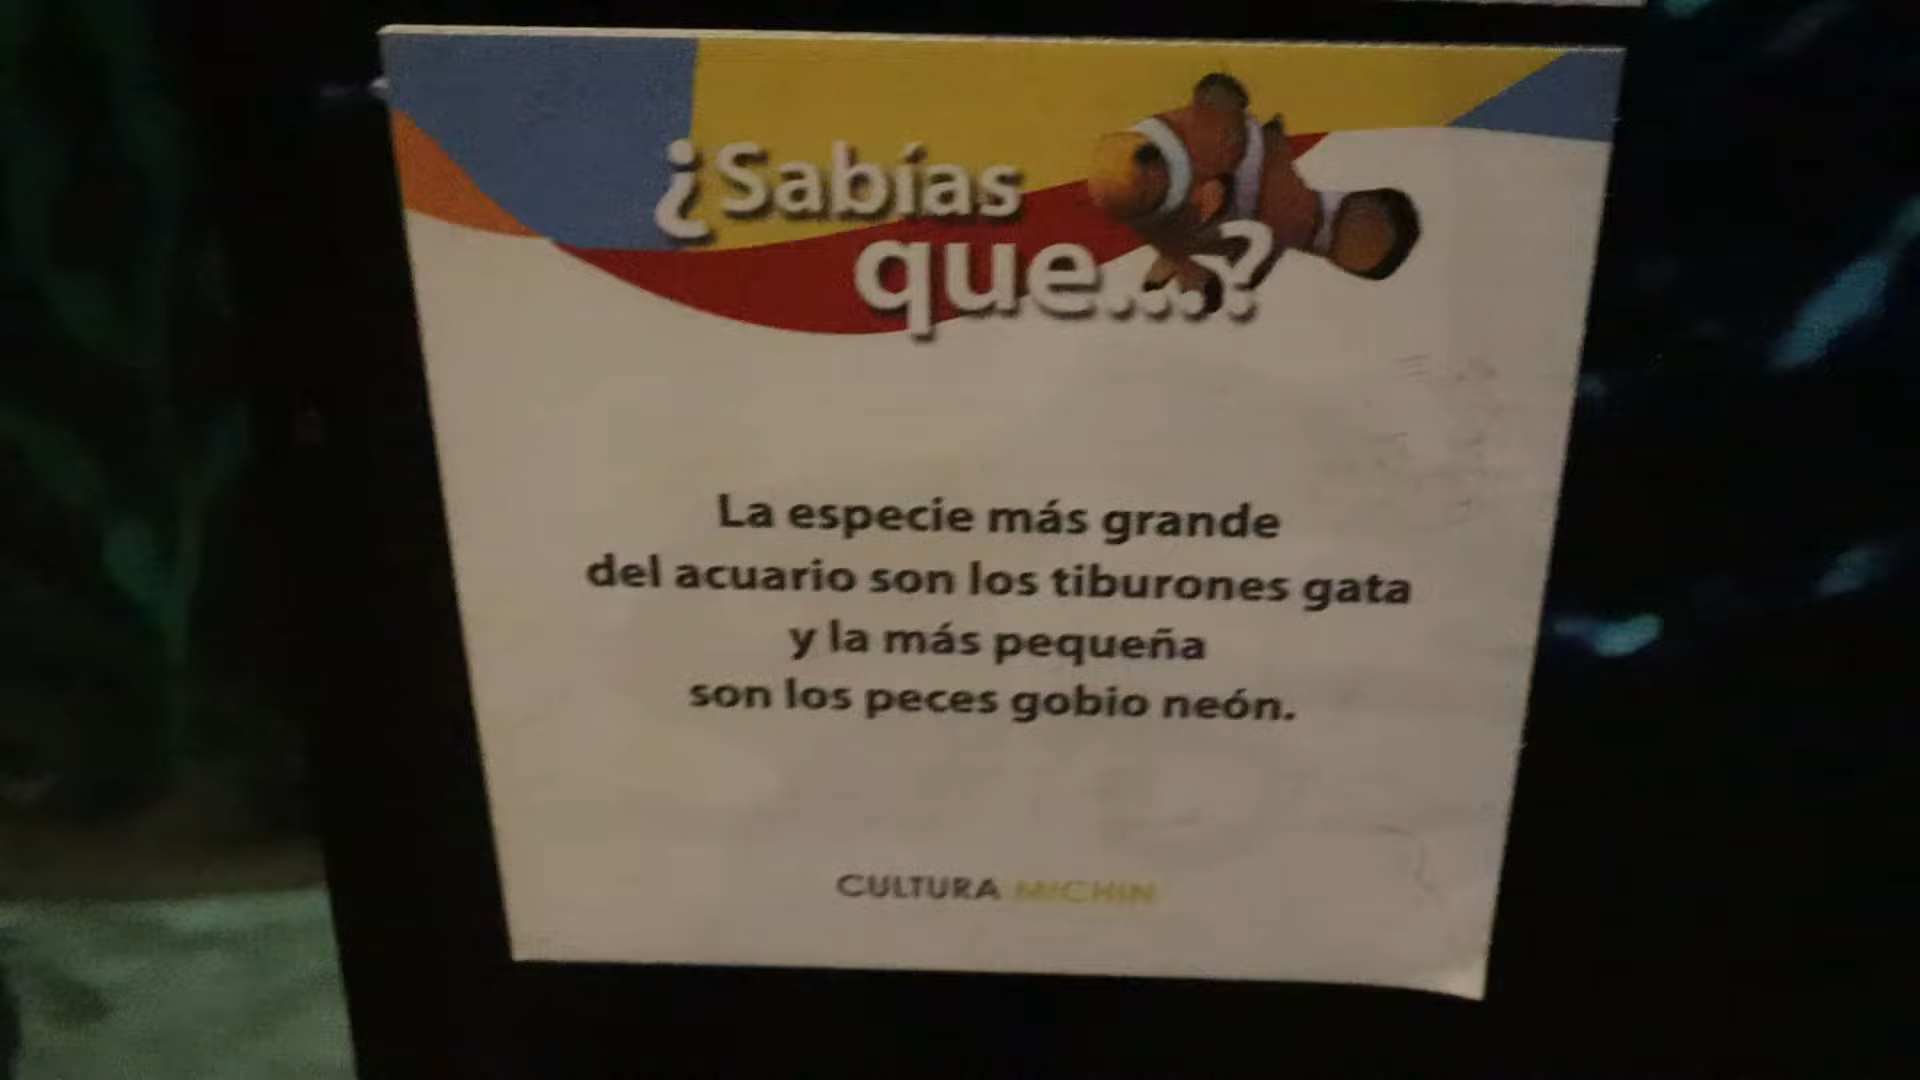 ¿Sabías
que...?
La especie más grande
del acuario son los tiburones gata
y la más pequeña
son los peces gobio neón.
CULTURA MICHIN